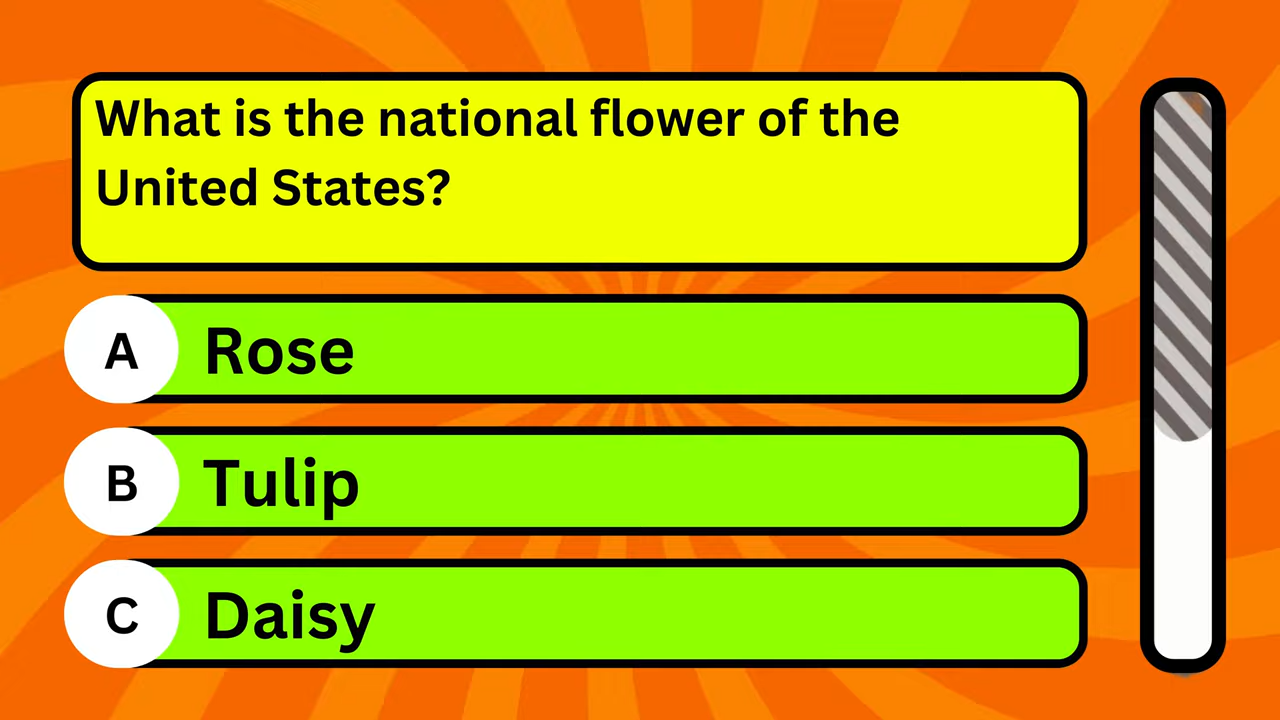 What is the national flower of the
United States?
A Rose
B Tulip
C Daisy